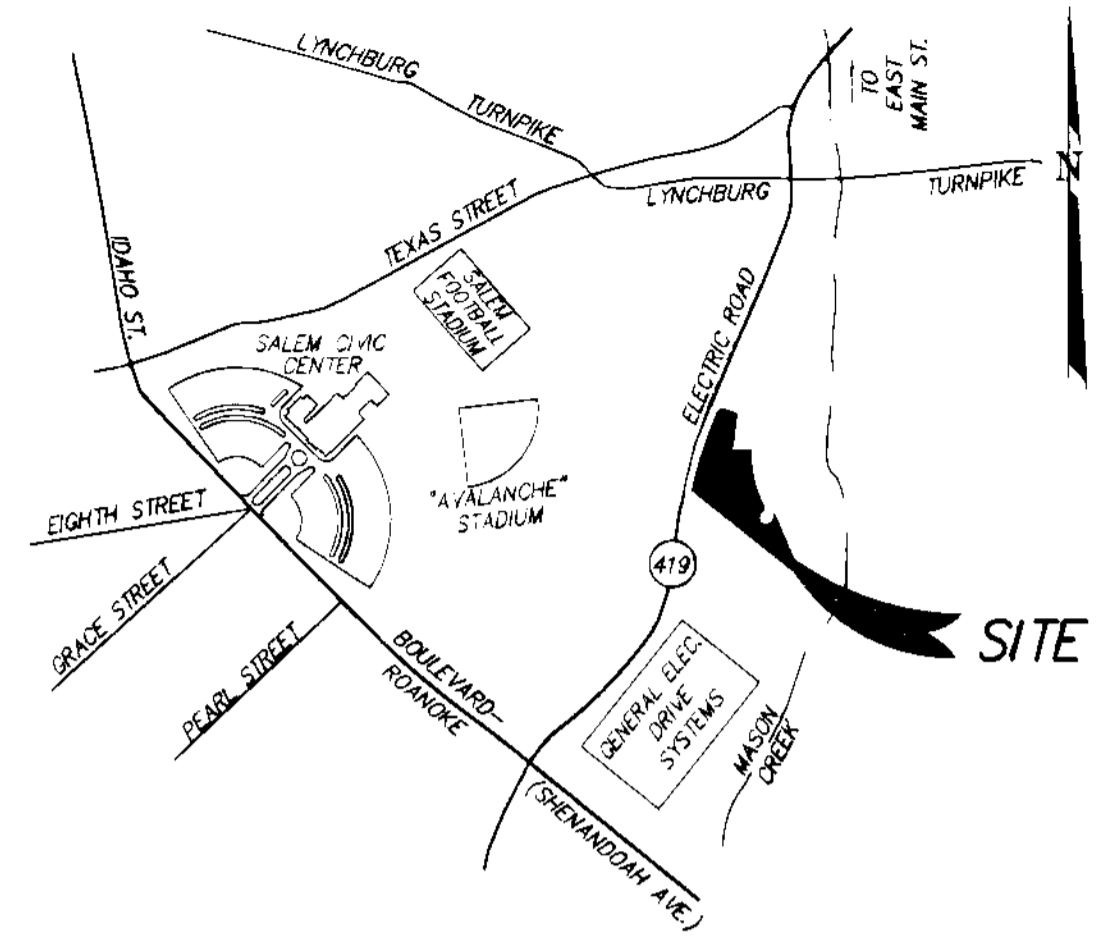 LYNCHBURG
TURNPIKE
TO
EAST
MAIN ST.
N
LYNCHBURG
TURNPIKE
TEXAS STREET
IDAHO ST.
SALEM
FOOTBALL
STADIUM
SALEM CIVIC
CENTER
ELECTRIC ROAD
"AVALANCHE"
STADIUM
EIGHTH STREET
GRACE STREET
PEARL STREET
419
SITE
BOULEVARD-
ROANOKE
GENERAL ELEC.
DRIVE
SYSTEMS
MASON
CREEK
(SHENANDOAH AVE.)